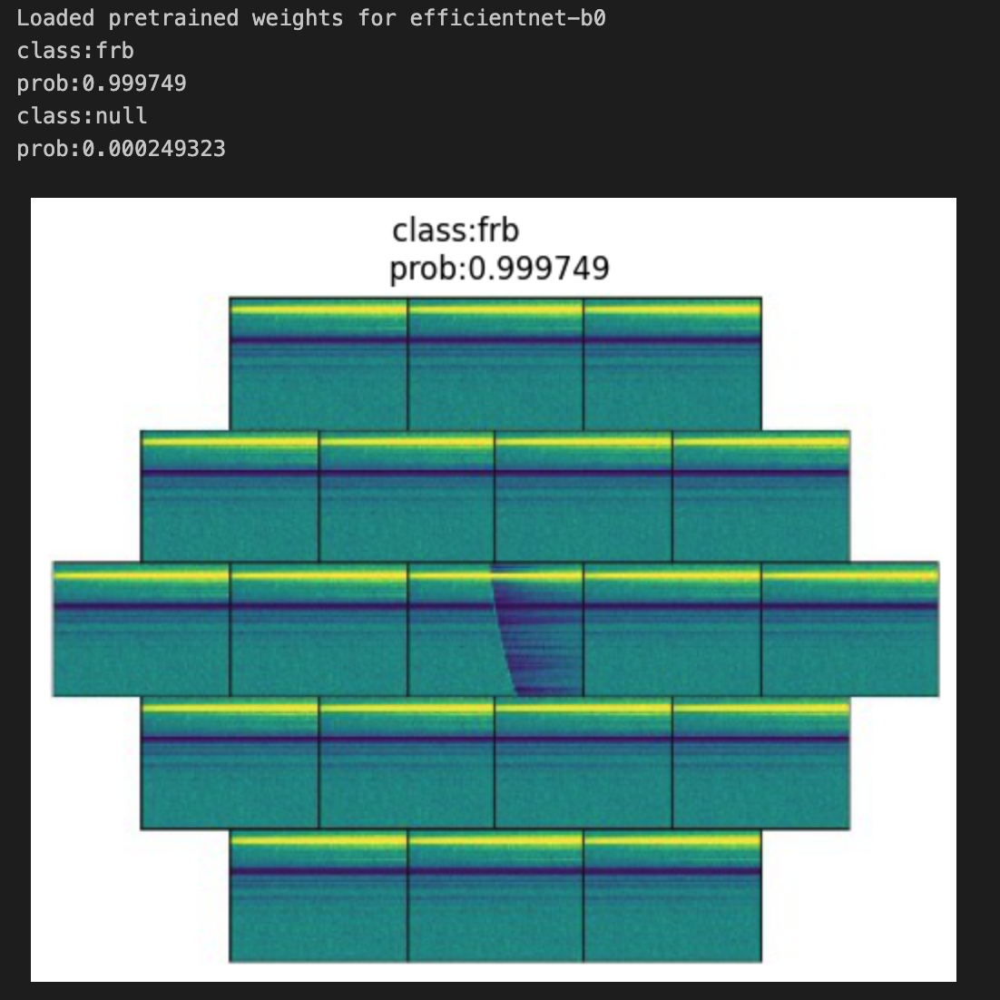 Loaded pretrained weights for efficientnet-b0
class:frb
prob:0.999749
class:null
prob:0.000249323
class:frb
prob:0.999749